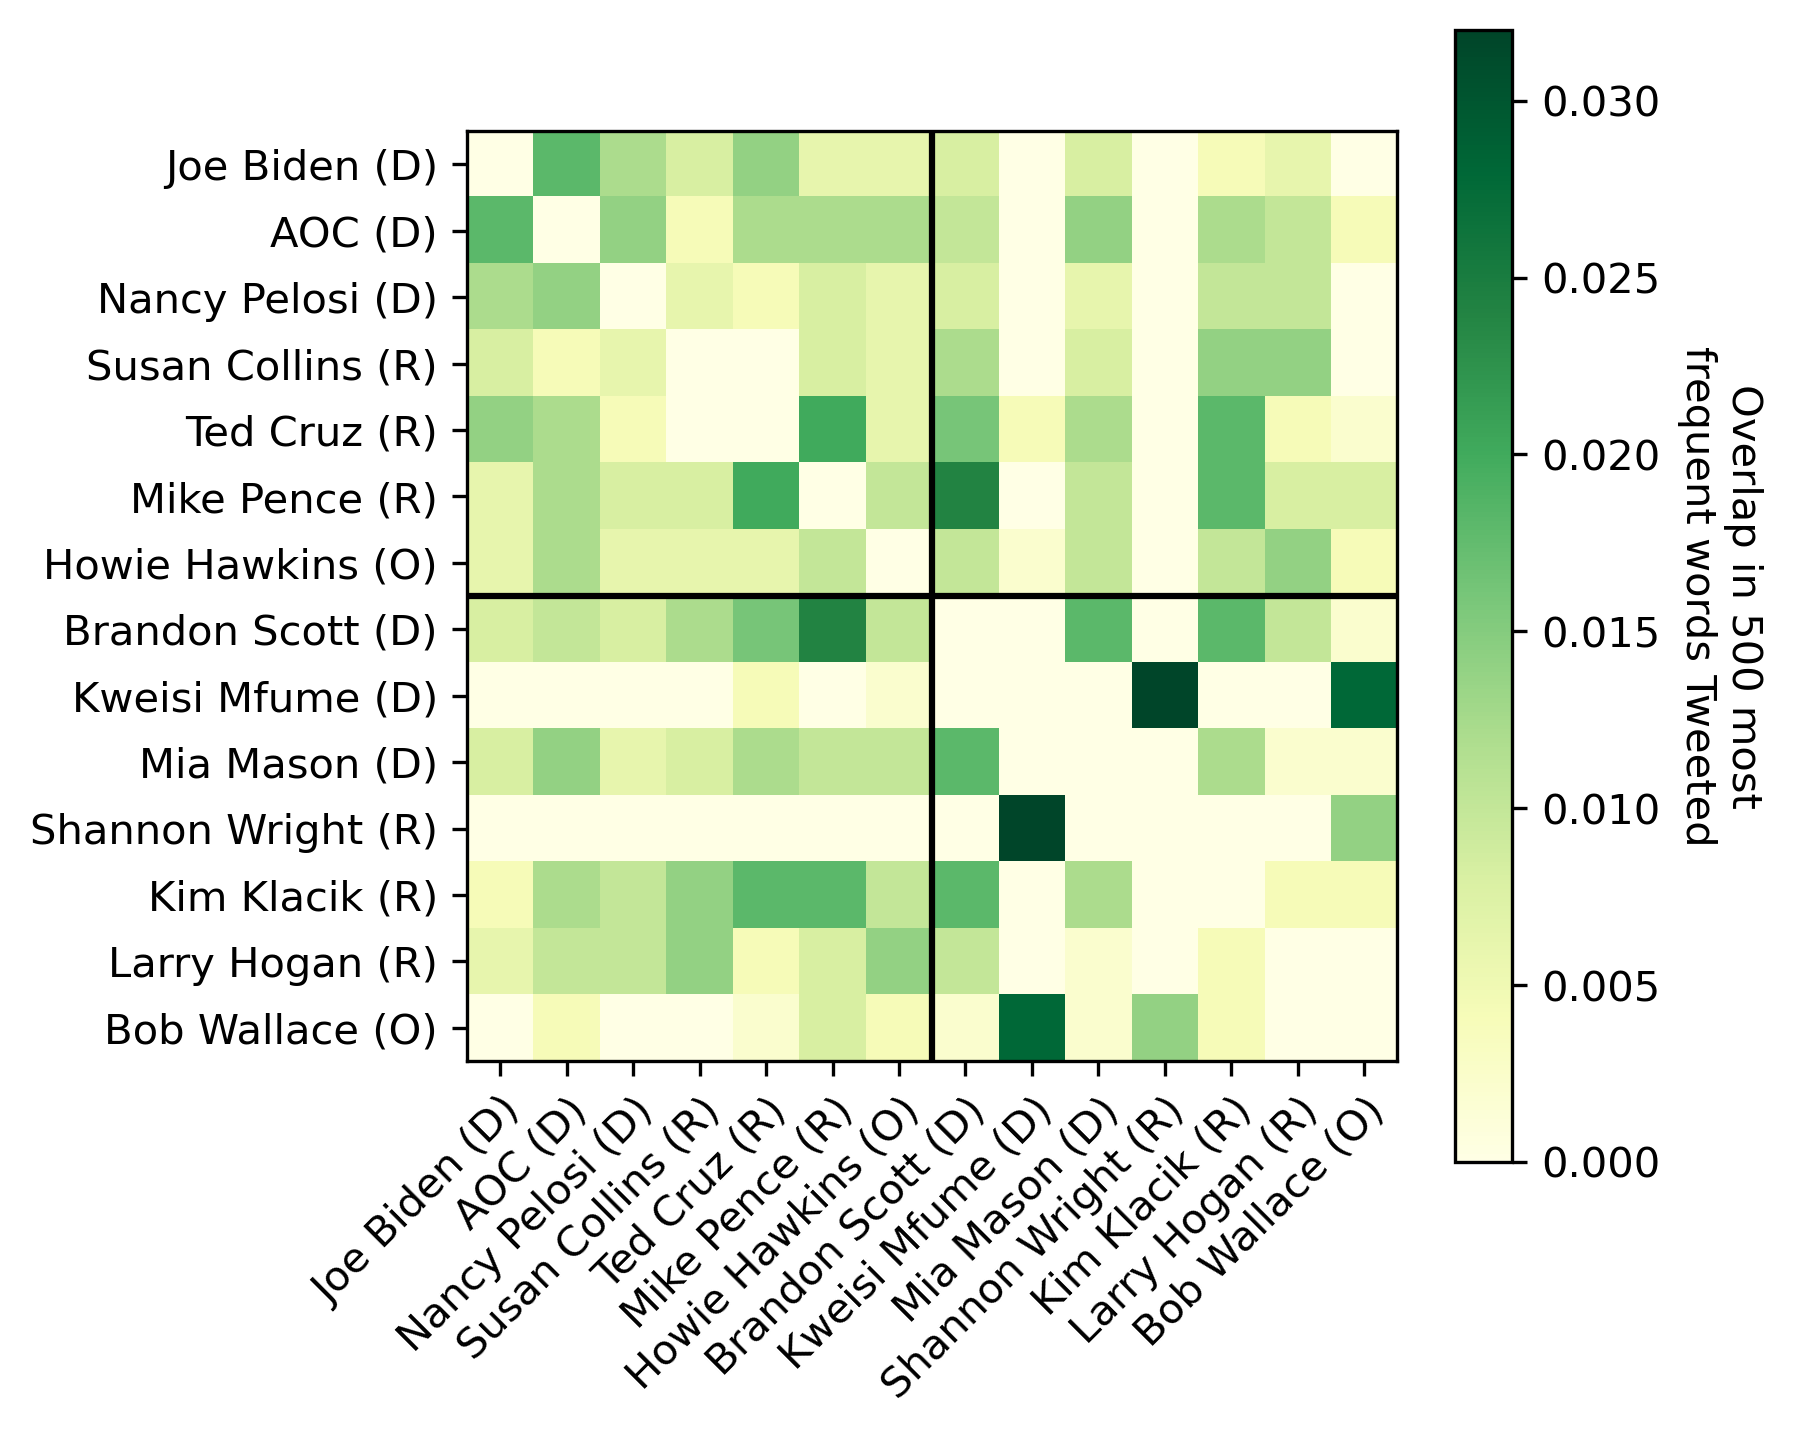 Joe Biden (D)
AOC (D)
Nancy Pelosi (D)
Susan Collins (R)
Ted Cruz (R)
Mike Pence (R)
Howie Hawkins (O)
Brandon Scott (D)
Kweisi Mfume (D)
Mia Mason (D)
Shannon Wright (R)
Kim Klacik (R)
Larry Hogan (R)
Bob Wallace (O)
Joe Biden (D)
AOC (D)
Nancy Pelosi (D)
Susan Collins (R)
Ted Cruz (R)
Mike Pence (R)
Howie Hawkins (O)
Brandon Scott (D)
Kweisi Mfume (D)
Mia Mason (D)
Shannon Wright (R)
Kim Klacik (R)
Larry Hogan (R)
Bob Wallace (O)
0.030
0.025
0.020
0.015
0.010
0.005
0.000
Overlap in 500 most
frequent words Tweeted